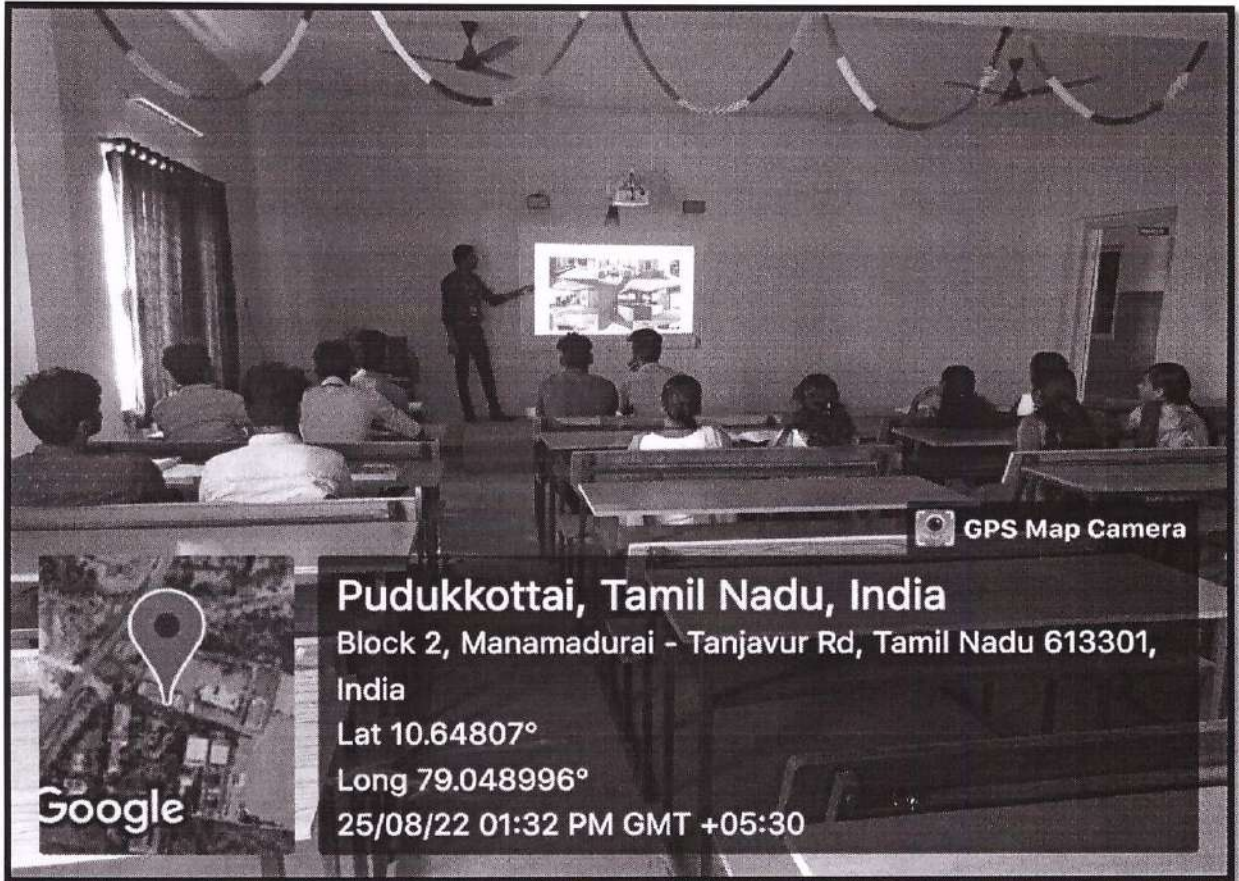 GPS Map Camera
Pudukkottai, Tamil Nadu, India
Block 2, Manamadurai - Tanjavur Rd, Tamil Nadu 613301,
India
Lat 10.64807°
Long 79.048996°
25/08/22 01:32 PM GMT +05:30
Google